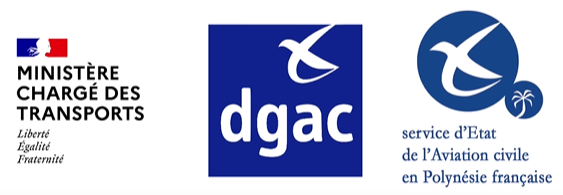 MINISTÈRE
CHARGÉ DES
TRANSPORTS
Liberté
Égalité
Fraternité
dgac
service d'Etat
de l'Aviation civile
en Polynésie française